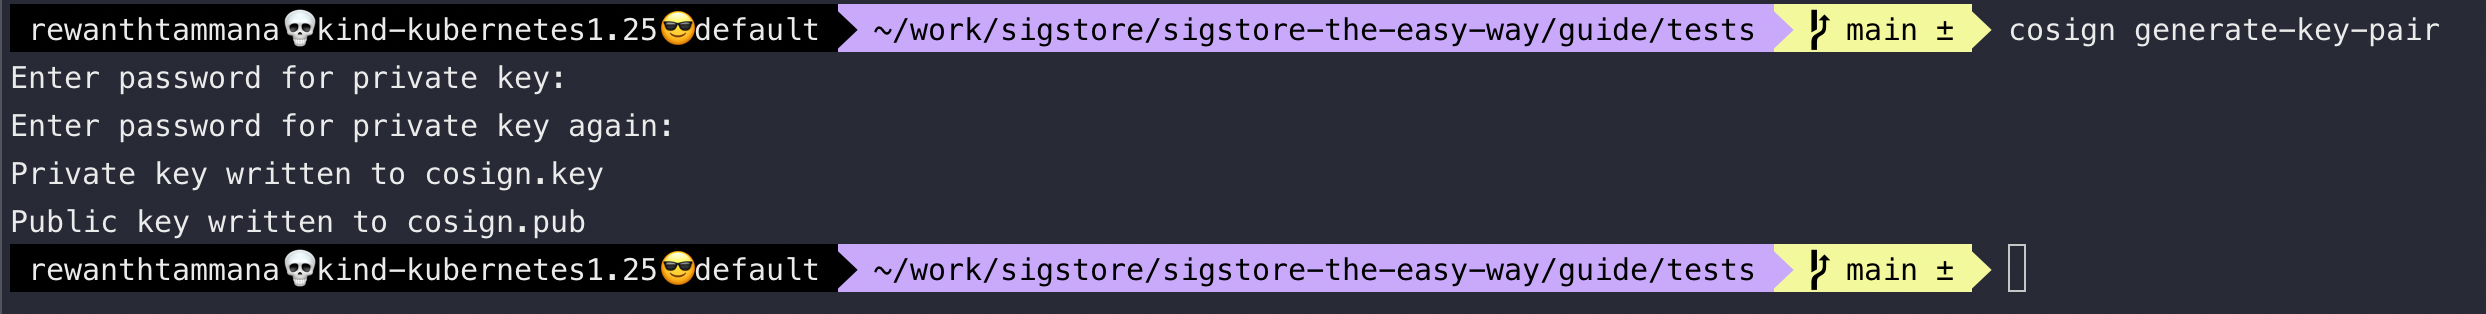 rewanthtammana💀kind-kubernetes1.25😎default ~/work/sigstore/sigstore-the-easy-way/guide/tests main ± cosign generate-key-pair
Enter password for private key:
Enter password for private key again:
Private key written to cosign.key
Public key written to cosign.pub
rewanthtammana💀kind-kubernetes1.25😎default ~/work/sigstore/sigstore-the-easy-way/guide/tests main ±